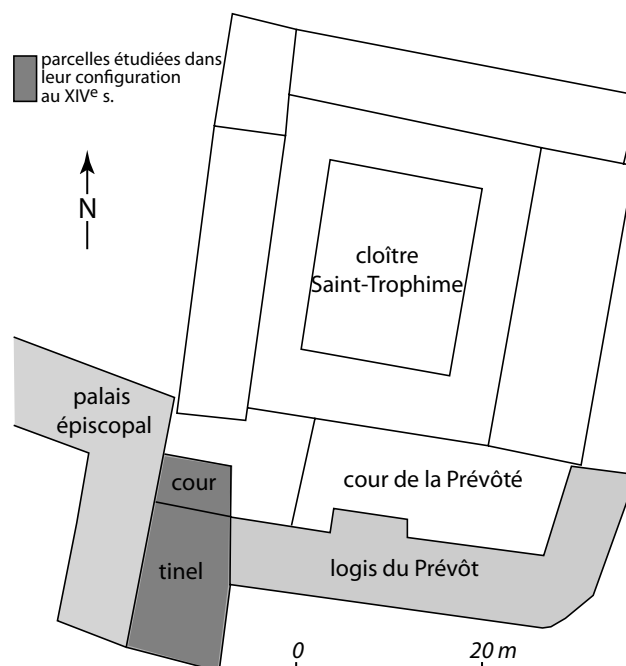 parcelles étudiées dans
leur configuration
au XIVe s.
N
cloître
Saint-Trophime
palais
épiscopal
cour
cour de la Prévôté
tinel
logis du Prévôt
0 20 m